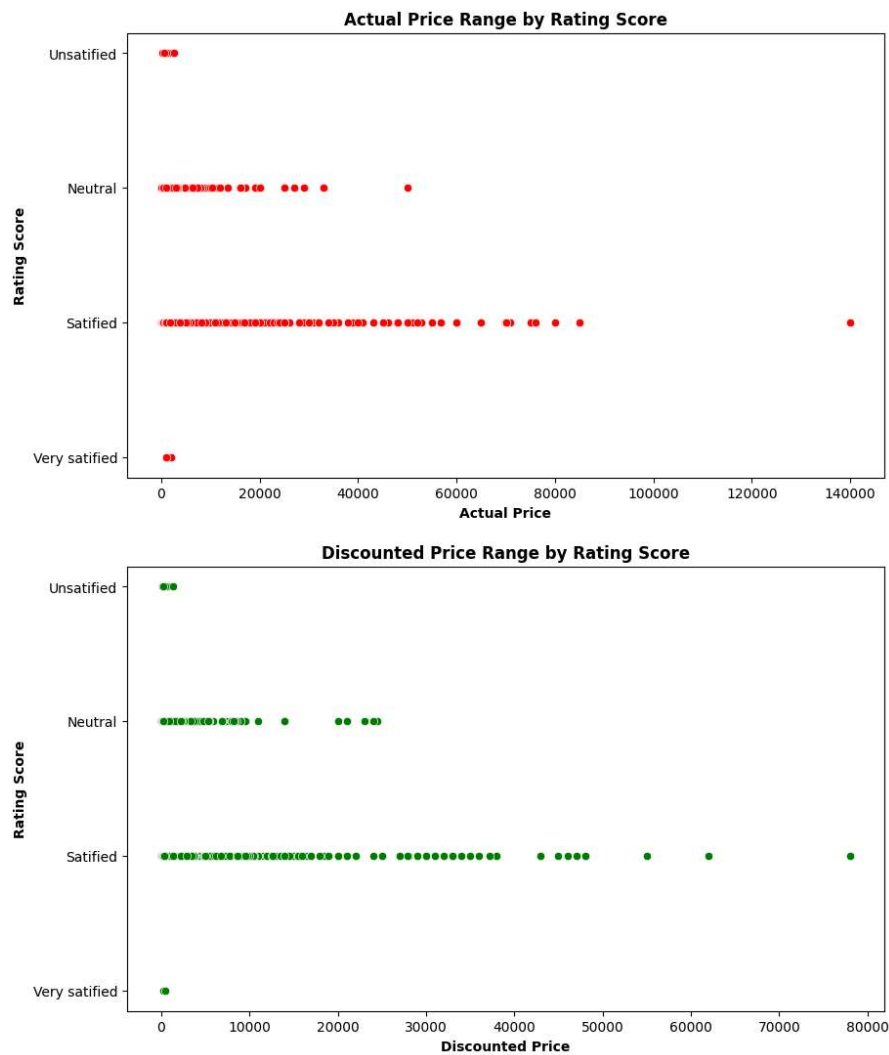 Actual Price Range by Rating Score
Unsatified
Neutral
Satified
Very satified
Rating Score
0 20000 40000 60000 80000 100000 120000 140000
Actual Price
Discounted Price Range by Rating Score
Unsatified
Neutral
Satified
Very satified
Rating Score
0 10000 20000 30000 40000 50000 60000 70000 80000
Discounted Price